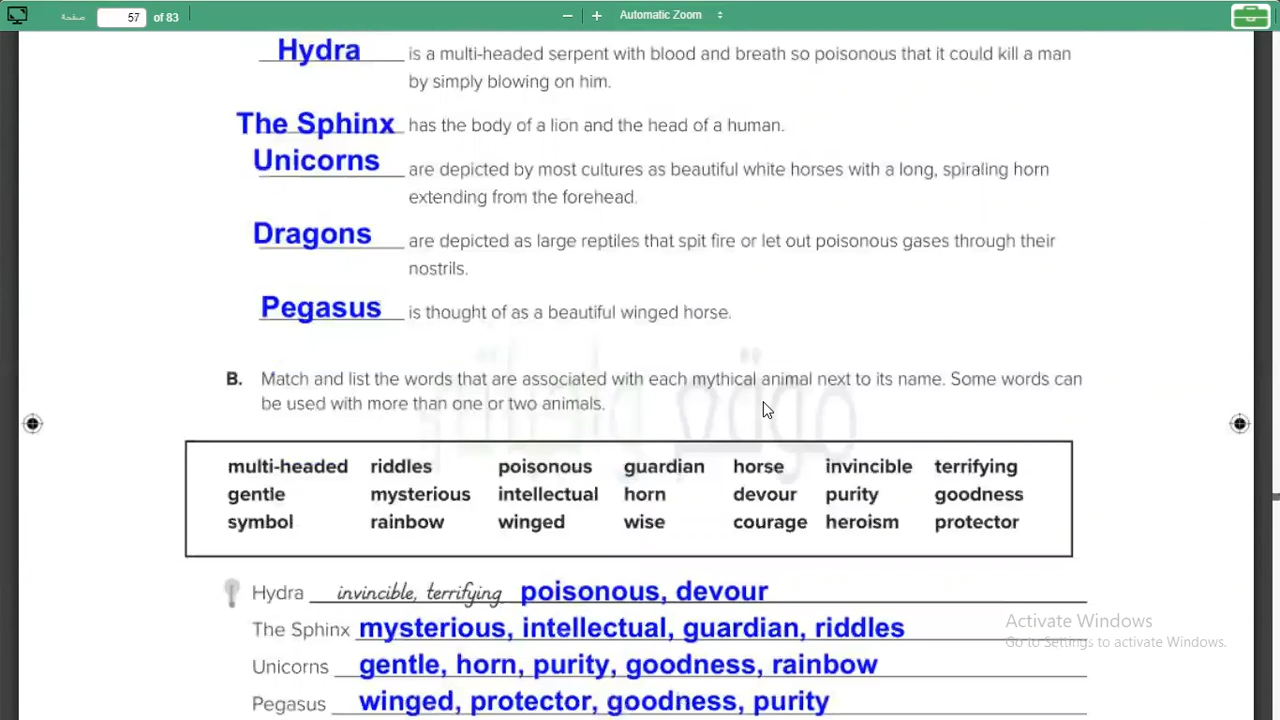 صفحة 57 of 83 Automatic Zoom
Hydra is a multi-headed serpent with blood and breath so poisonous that it could kill a man
by simply blowing on him.
The Sphinx has the body of a lion and the head of a human.
Unicorns are depicted by most cultures as beautiful white horses with a long, spiraling horn
extending from the forehead.
Dragons are depicted as large reptiles that spit fire or let out poisonous gases through their
nostrils.
Pegasus is thought of as a beautiful winged horse.
B. Match and list the words that are associated with each mythical animal next to its name. Some words can
be used with more than one or two animals.
multi-headed riddles poisonous guardian horse invincible terrifying
gentle mysterious intellectual horn devour purity goodness
symbol rainbow winged wise courage heroism protector
Hydra invincible, terrifying poisonous, devour
The Sphinx mysterious, intellectual, guardian, riddles
Activate Windows
Go to Settings to activate Windows.
Unicorns gentle, horn, purity, goodness, rainbow
Pegasus winged, protector, goodness, purity